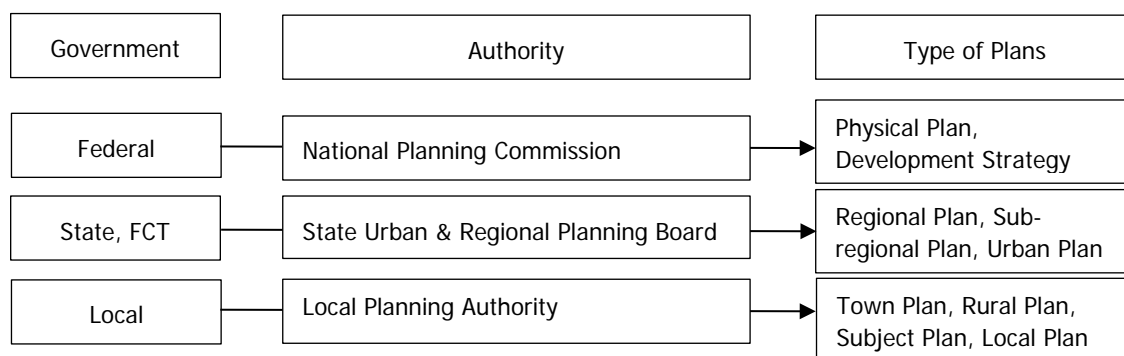 Government
Authority
Type of Plans
Federal
National Planning Commission
Physical Plan,
Development Strategy
State, FCT
State Urban & Regional Planning Board
Regional Plan, Sub-
regional Plan, Urban Plan
Local
Local Planning Authority
Town Plan, Rural Plan,
Subject Plan, Local Plan